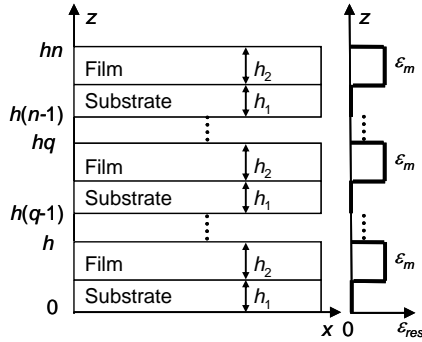 z z
hn
Film h₂ εₘ
Substrate h₁
h(n-1)
hq
Film h₂ εₘ
Substrate h₁
h(q-1)
h
Film h₂ εₘ
Substrate h₁
0
x 0 εᵣₑₛ